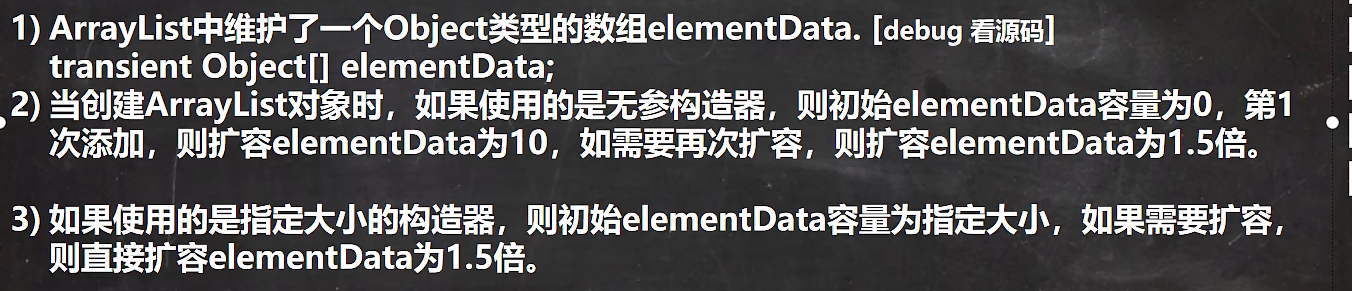 1) ArrayList中维护了一个Object类型的数组elementData. [debug 看源码]
transient Object[] elementData;
2) 当创建ArrayList对象时，如果使用的是无参构造器，则初始elementData容量为0，第1
次添加，则扩容elementData为10，如需要再次扩容，则扩容elementData为1.5倍。
3) 如果使用的是指定大小的构造器，则初始elementData容量为指定大小，如果需要扩容，
则直接扩容elementData为1.5倍。